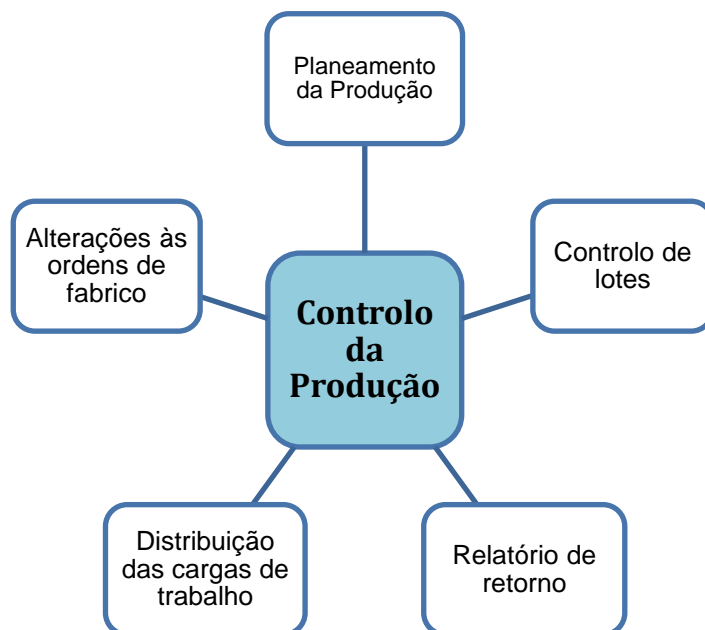 Planeamento
da Produção
Alterações às
ordens de
fabrico
Controlo de
lotes
Controlo
da
Produção
Distribuição
das cargas de
trabalho
Relatório de
retorno